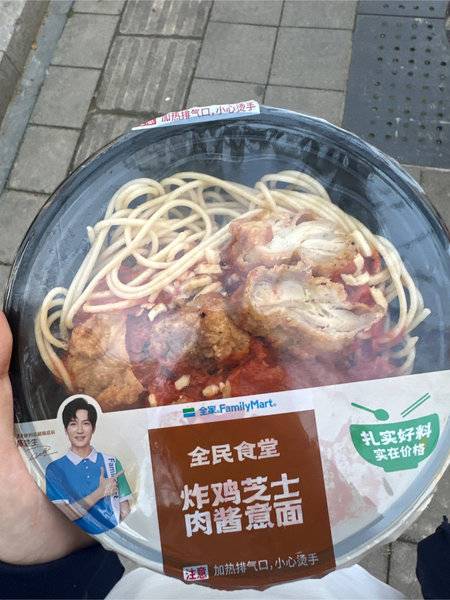 注意 加热排气口,小心烫手
全家 FamilyMart
全民食堂
炸鸡芝士
肉酱意面
扎实好料
实在价格
注意 加热排气口,小心烫手